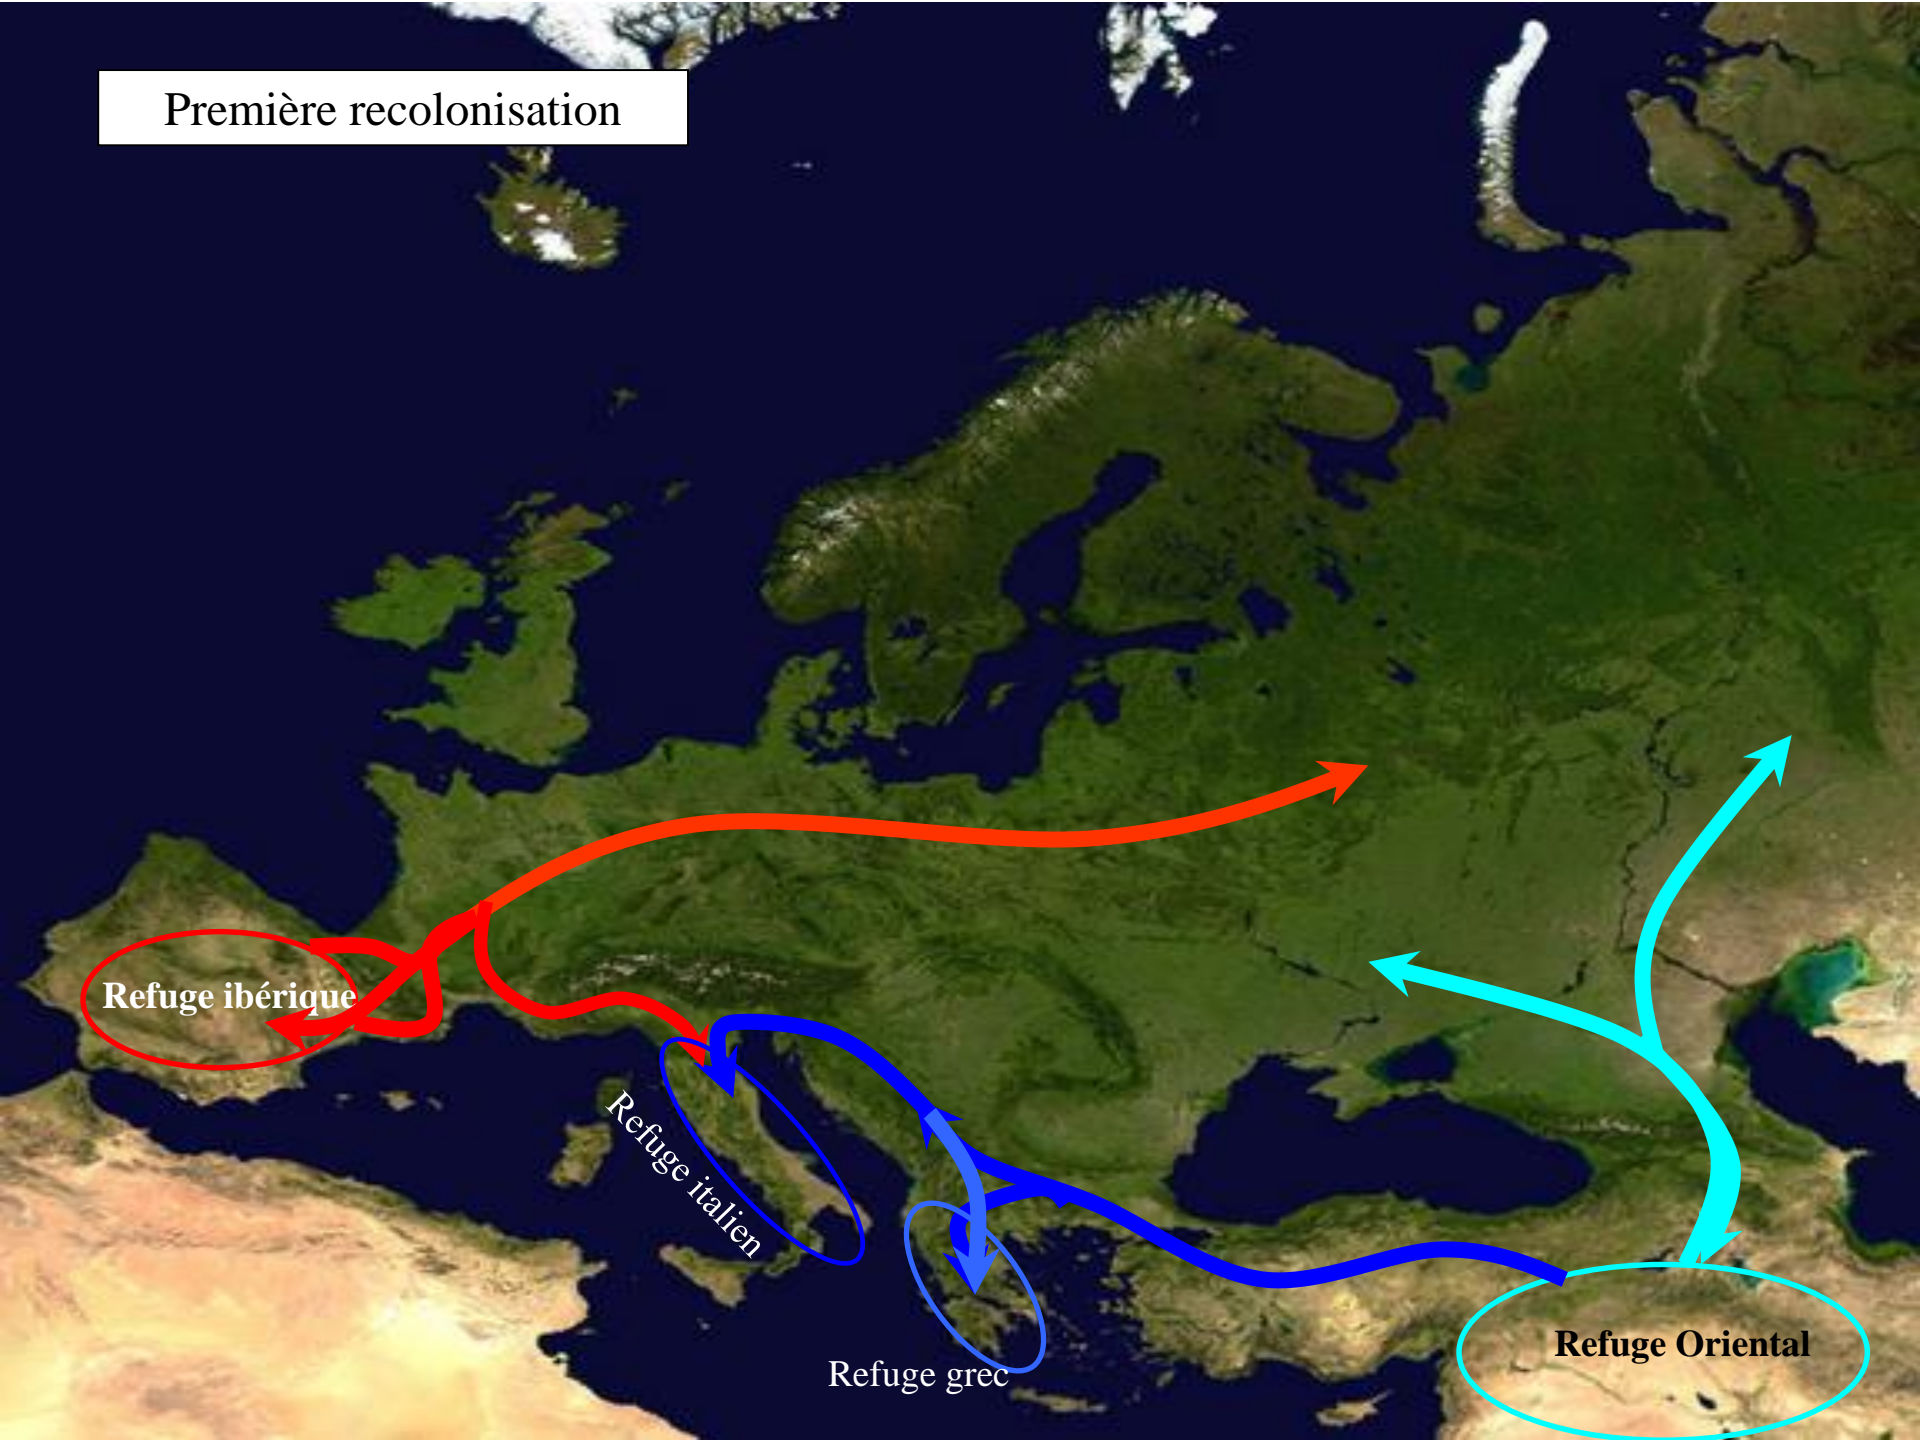 Première recolonisation
Refuge ibérique
Refuge italien
Refuge grec
Refuge Oriental